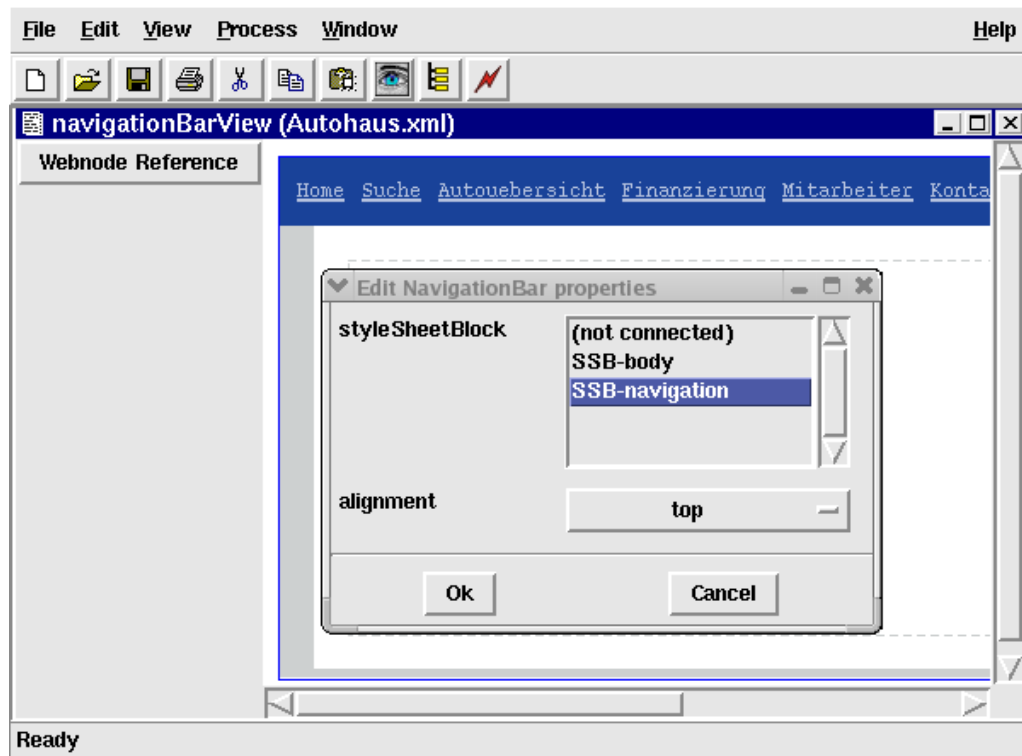 File Edit View Process Window Help
navigationBarView (Autohaus.xml)
Webnode Reference
Home Suche Autouebersicht Finanzierung Mitarbeiter Konta
Edit NavigationBar properties
styleSheetBlock
(not connected)
SSB-body
SSB-navigation
alignment
top
Ok Cancel
Ready